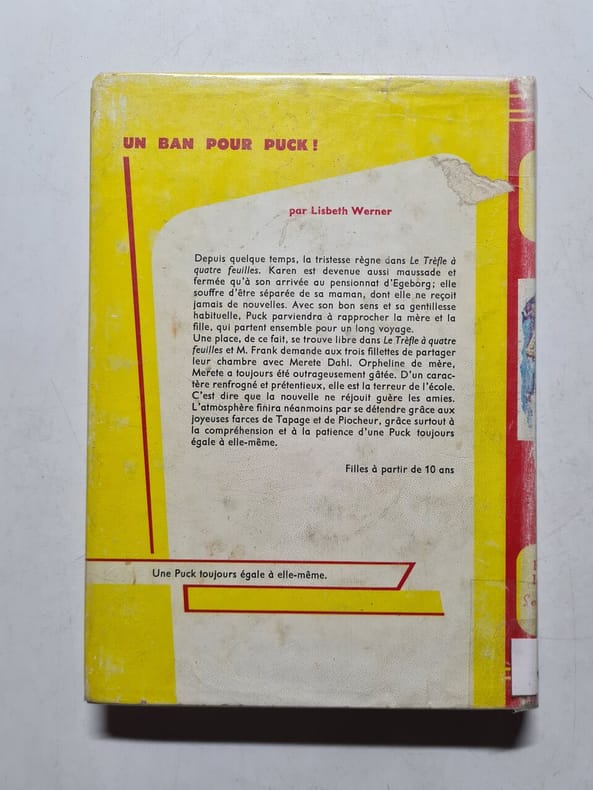 UN BAN POUR PUCK !
par Lisbeth Werner
Depuis quelque temps, la tristesse règne dans Le Trèfle à
quatre feuilles. Karen est devenue aussi maussade et
fermée qu'à son arrivée au pensionnat d'Egeborg; elle
souffre d'être séparée de sa maman, dont elle ne reçoit
jamais de nouvelles. Avec son bon sens et sa gentillesse
habituelle, Puck parviendra à rapprocher la mère et la
fille, qui partent ensemble pour un long voyage.
Une place, de ce fait, se trouve libre dans Le Trèfle à quatre
feuilles et M. Frank demande aux trois fillettes de partager
leur chambre avec Merete Dahl. Orpheline de mère,
Merete a toujours été outrageusement gâtée. D'un carac-
tère renfrogné et prétentieux, elle est la terreur de l'école.
C'est dire que la nouvelle ne réjouit guère les amies.
L'atmosphère finira néanmoins par se détendre grâce aux
joyeuses farces de Tapage et de Piocheur, grâce surtout à
la compréhension et à la patience d'une Puck toujours
égale à elle-même.
Filles à partir de 10 ans
Une Puck toujours égale à elle-même.